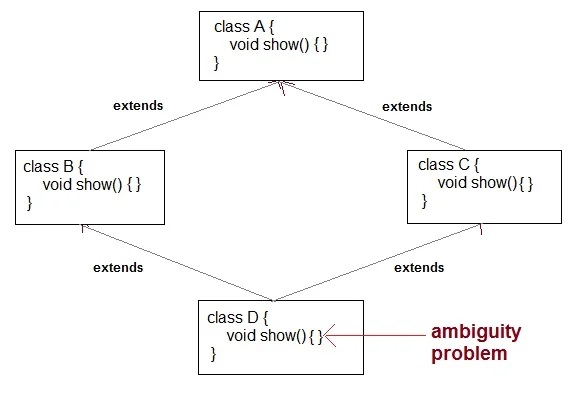 class A {
void show() { }
}
extends
extends
class B {
void show() { }
}
class C {
void show(){ }
}
extends
extends
class D {
void show(){ }
}
ambiguity
problem